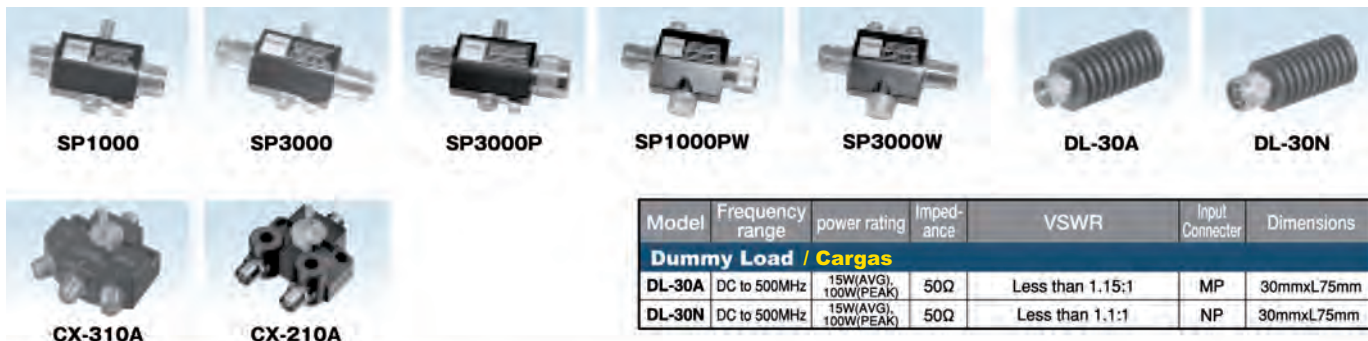 SP1000
SP3000
SP3000P
SP1000PW
SP3000W
DL-30A
DL-30N
CX-310A
CX-210A
Model Frequency range power rating Imped-ance VSWR Input Connecter Dimensions
Dummy Load / Cargas
DL-30A DC to 500MHz 15W(AVG), 100W(PEAK) 50Ω Less than 1.15:1 MP 30mmxL75mm
DL-30N DC to 500MHz 15W(AVG), 100W(PEAK) 50Ω Less than 1.1:1 NP 30mmxL75mm